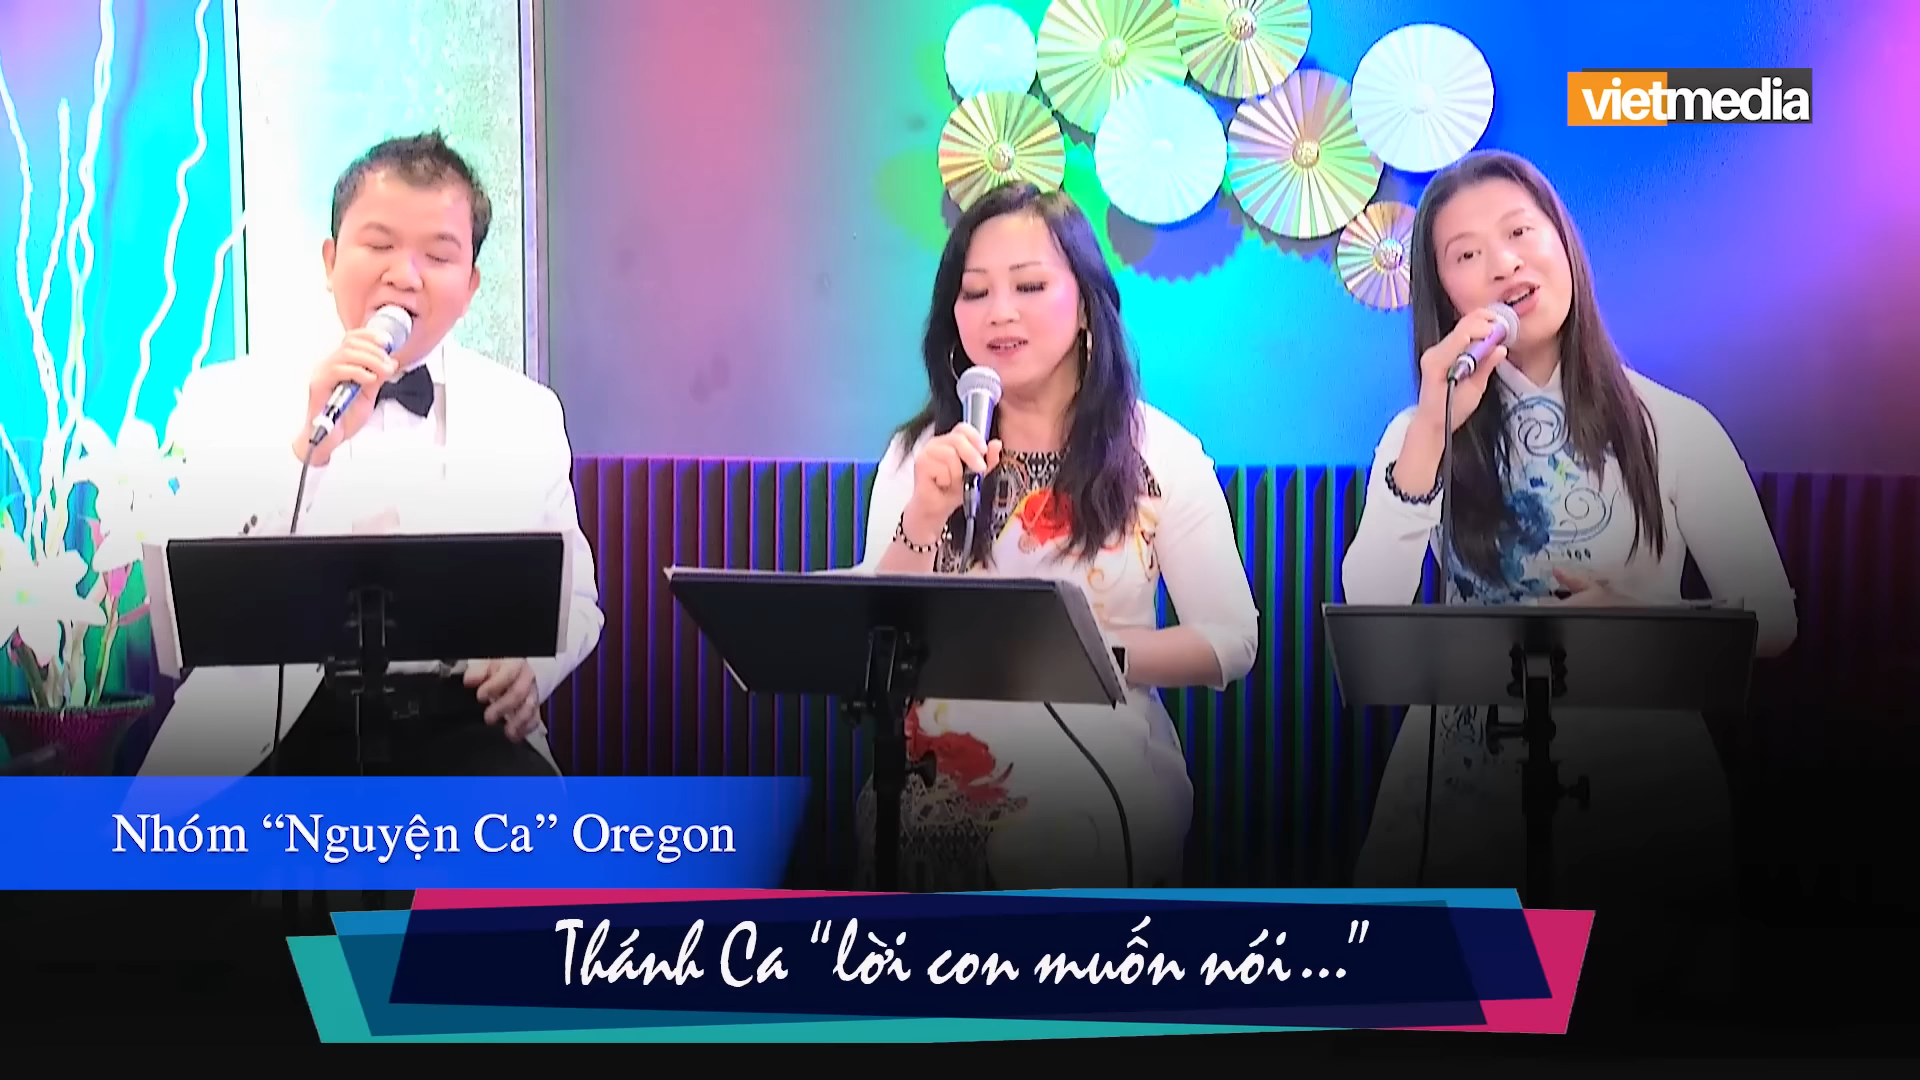 vietmedia
Nhóm “Nguyện Ca” Oregon
Thánh Ca “lời con muốn nói...”